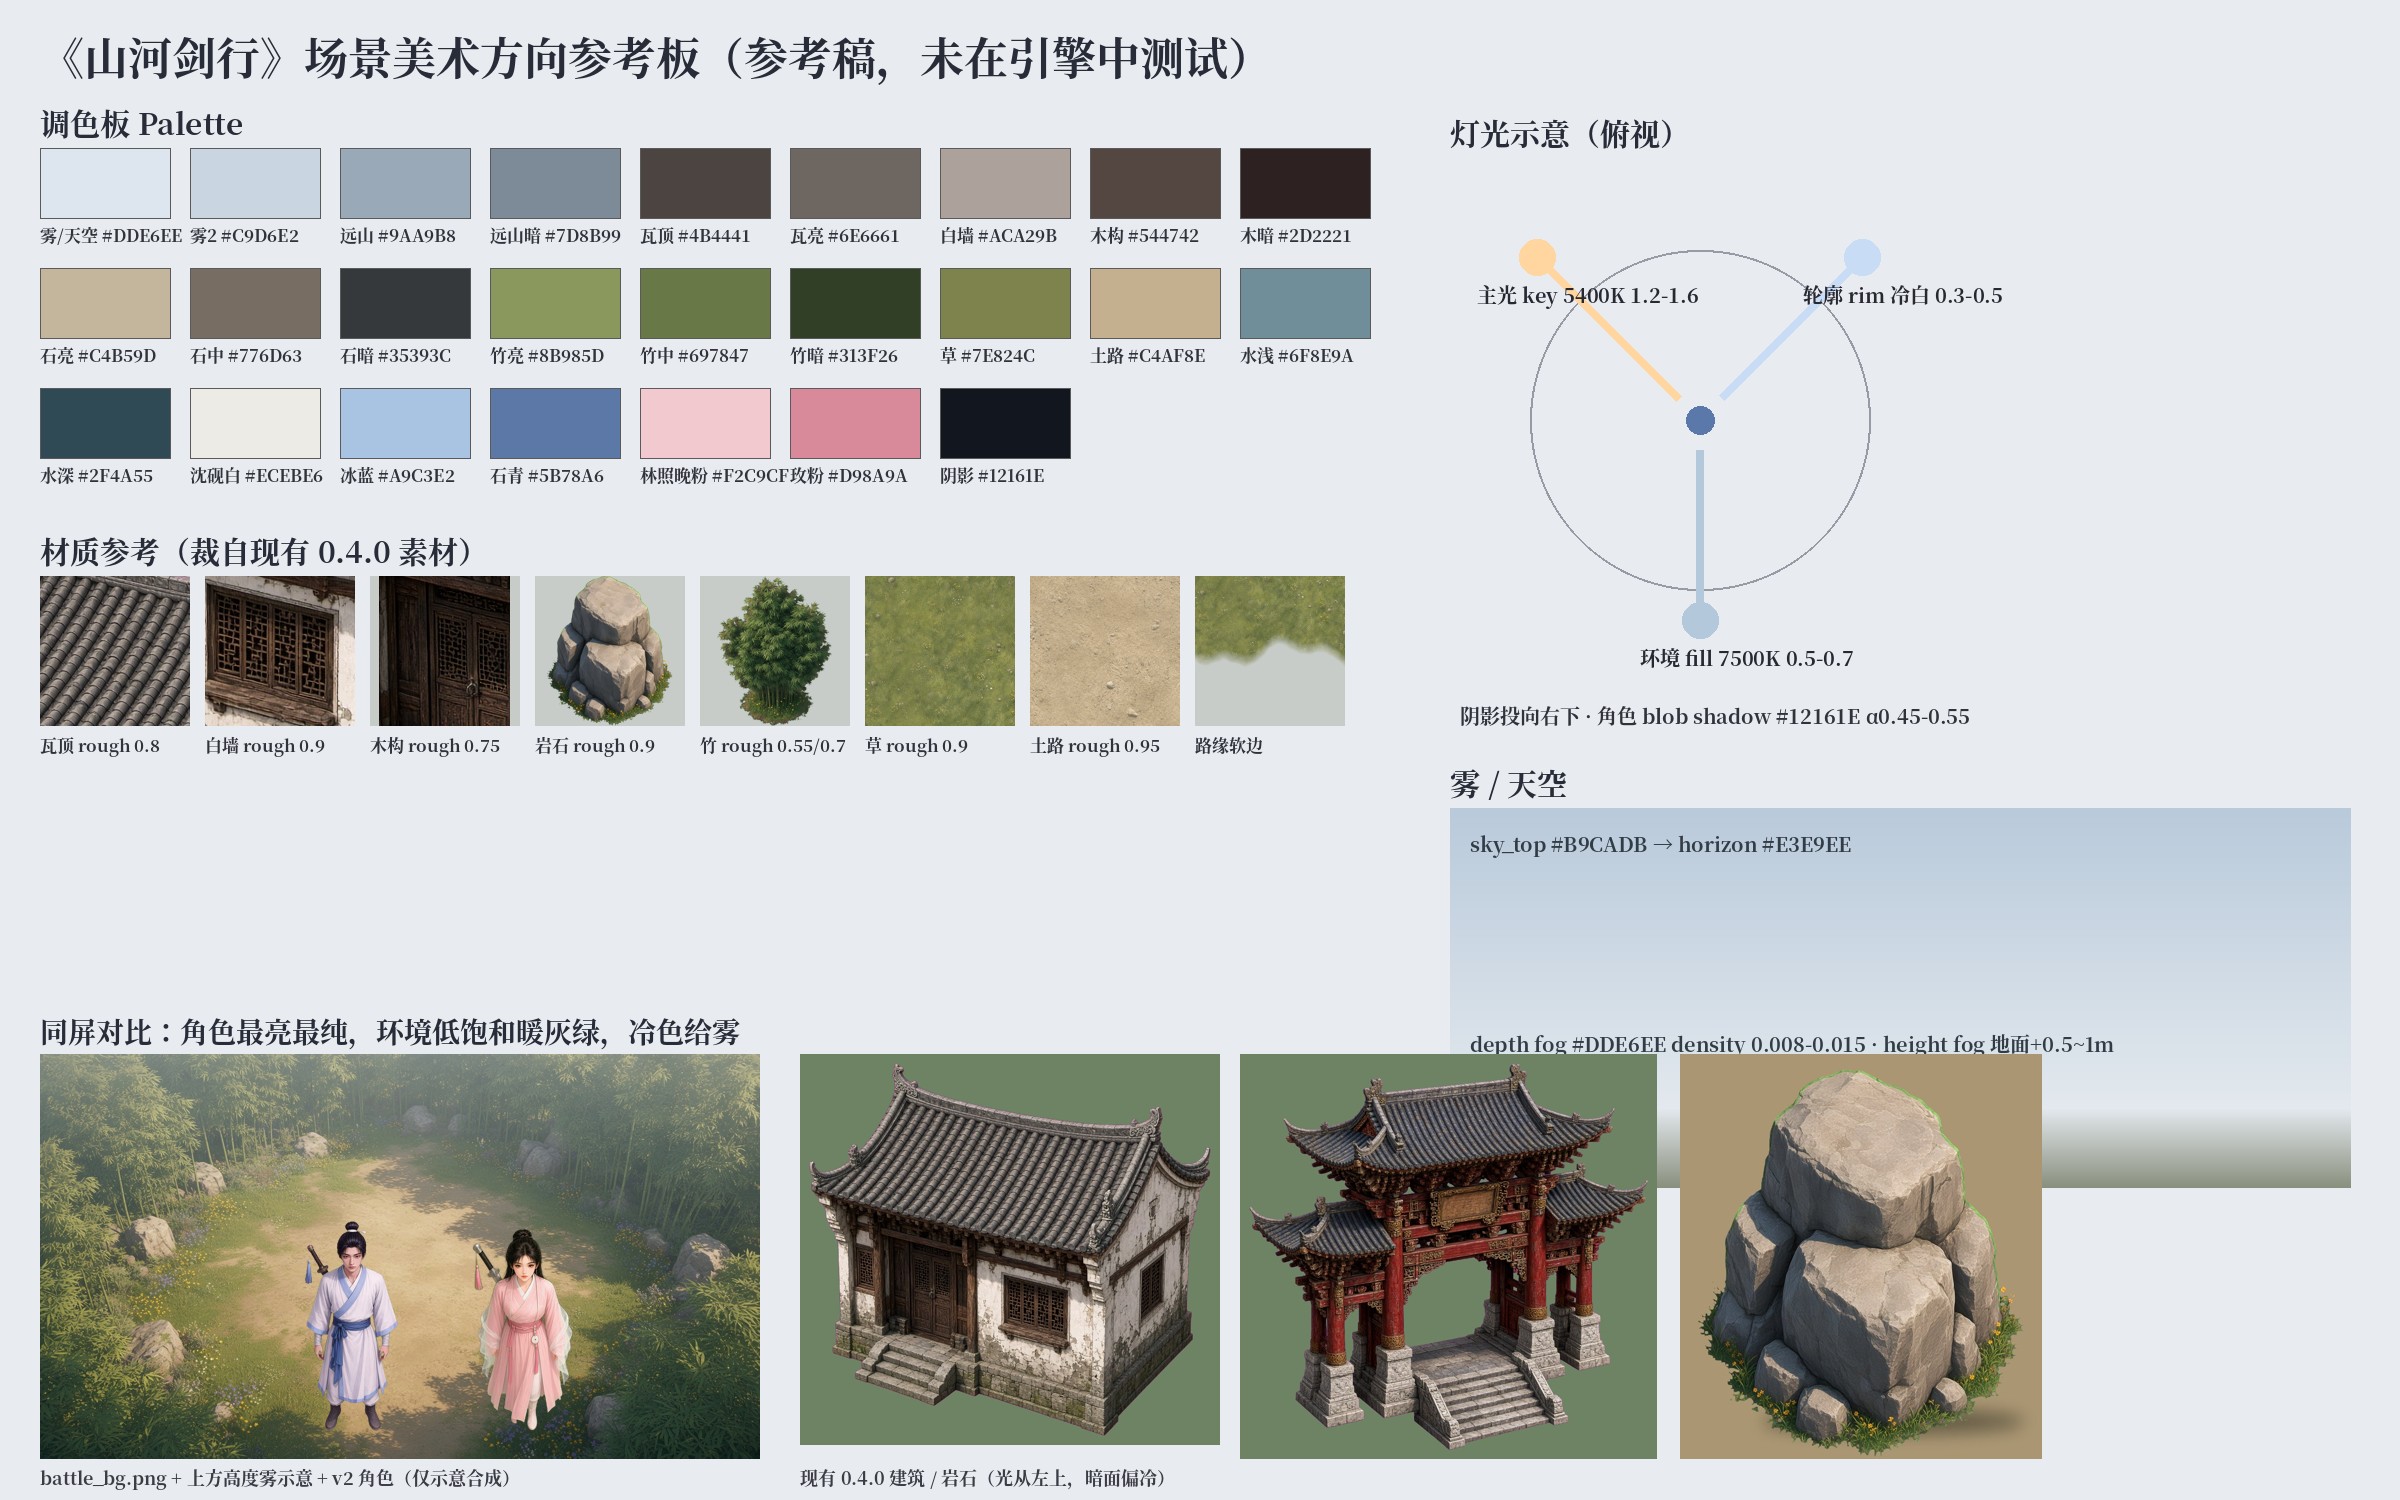 《山河剑行》场景美术方向参考板（参考稿，未在引擎中测试）
调色板 Palette
雾/天空 #DDE6EE
雾2 #C9D6E2
远山 #9AA9B8
远山暗 #7D8B99
瓦顶 #4B4441
瓦亮 #6E6661
白墙 #ACA29B
木构 #544742
木暗 #2D2221
石亮 #C4B59D
石中 #776D63
石暗 #35393C
竹亮 #8B985D
竹中 #697847
竹暗 #313F26
草 #7E824C
土路 #C4AF8E
水浅 #6F8E9A
水深 #2F4A55
沈砚白 #ECEBE6
冰蓝 #A9C3E2
石青 #5B78A6
林照晚粉 #F2C9CF
玫粉 #D98A9A
阴影 #12161E
灯光示意（俯视）
主光 key 5400K 1.2-1.6
轮廓 rim 冷白 0.3-0.5
环境 fill 7500K 0.5-0.7
阴影投向右下 · 角色 blob shadow #12161E α0.45-0.55
材质参考（裁自现有 0.4.0 素材）
瓦顶 rough 0.8
白墙 rough 0.9
木构 rough 0.75
岩石 rough 0.9
竹 rough 0.55/0.7
草 rough 0.9
土路 rough 0.95
路缘软边
雾 / 天空
sky_top #B9CADB → horizon #E3E9EE
depth fog #DDE6EE density 0.008-0.015 · height fog 地面+0.5~1m
同屏对比：角色最亮最纯，环境低饱和暖灰绿，冷色给雾
battle_bg.png + 上方高度雾示意 + v2 角色（仅示意合成）
现有 0.4.0 建筑 / 岩石（光从左上，暗面偏冷）